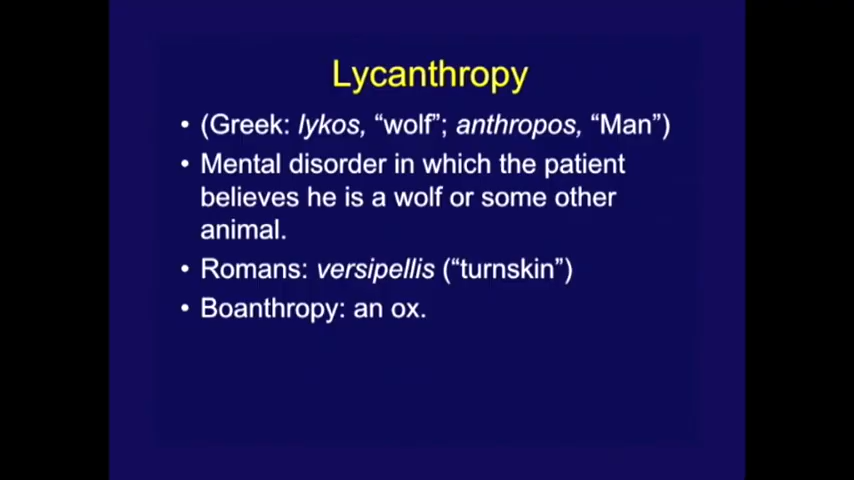 Lycanthropy
• (Greek: lykos, “wolf”; anthropos, “Man”)
• Mental disorder in which the patient
believes he is a wolf or some other
animal.
• Romans: versipellis (“turnskin”)
• Boanthropy: an ox.